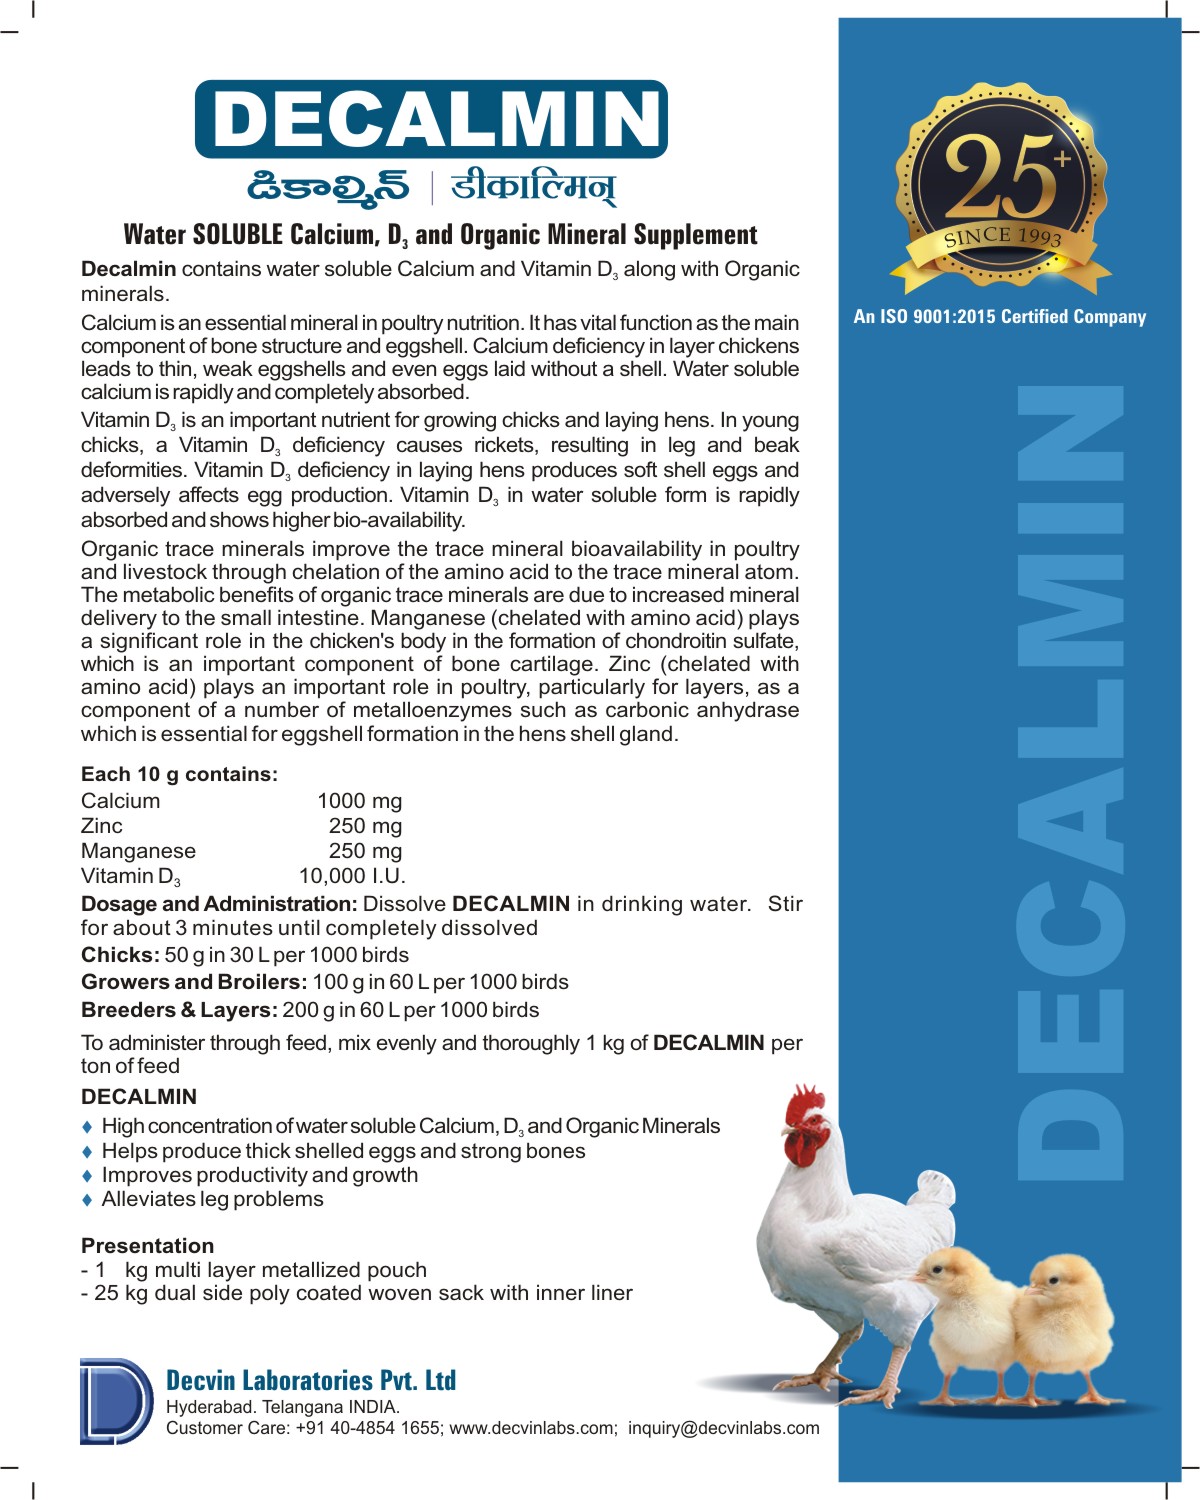 DECALMIN
డికాల్మిన్ | डीकाल्मिन्
Water SOLUBLE Calcium, D3 and Organic Mineral Supplement
Decalmin contains water soluble Calcium and Vitamin D3 along with Organic
minerals.
Calcium is an essential mineral in poultry nutrition. It has vital function as the main
component of bone structure and eggshell. Calcium deficiency in layer chickens
leads to thin, weak eggshells and even eggs laid without a shell. Water soluble
calcium is rapidly and completely absorbed.
Vitamin D3 is an important nutrient for growing chicks and laying hens. In young
chicks, a Vitamin D3 deficiency causes rickets, resulting in leg and beak
deformities. Vitamin D3 deficiency in laying hens produces soft shell eggs and
adversely affects egg production. Vitamin D3 in water soluble form is rapidly
absorbed and shows higher bio-availability.
Organic trace minerals improve the trace mineral bioavailability in poultry
and livestock through chelation of the amino acid to the trace mineral atom.
The metabolic benefits of organic trace minerals are due to increased mineral
delivery to the small intestine. Manganese (chelated with amino acid) plays
a significant role in the chicken's body in the formation of chondroitin sulfate,
which is an important component of bone cartilage. Zinc (chelated with
amino acid) plays an important role in poultry, particularly for layers, as a
component of a number of metalloenzymes such as carbonic anhydrase
which is essential for eggshell formation in the hens shell gland.
Each 10 g contains:
Calcium 1000 mg
Zinc 250 mg
Manganese 250 mg
Vitamin D3 10,000 I.U.
Dosage and Administration: Dissolve DECALMIN in drinking water. Stir
for about 3 minutes until completely dissolved
Chicks: 50 g in 30 L per 1000 birds
Growers and Broilers: 100 g in 60 L per 1000 birds
Breeders & Layers: 200 g in 60 L per 1000 birds
To administer through feed, mix evenly and thoroughly 1 kg of DECALMIN per
ton of feed
DECALMIN
♦ High concentration of water soluble Calcium, D3 and Organic Minerals
♦ Helps produce thick shelled eggs and strong bones
♦ Improves productivity and growth
♦ Alleviates leg problems
Presentation
- 1 kg multi layer metallized pouch
- 25 kg dual side poly coated woven sack with inner liner
D
Decvin Laboratories Pvt. Ltd
Hyderabad. Telangana INDIA.
Customer Care: +91 40-4854 1655; www.decvinlabs.com; inquiry@decvinlabs.com
25+
SINCE 1993
An ISO 9001:2015 Certified Company
DECALMIN